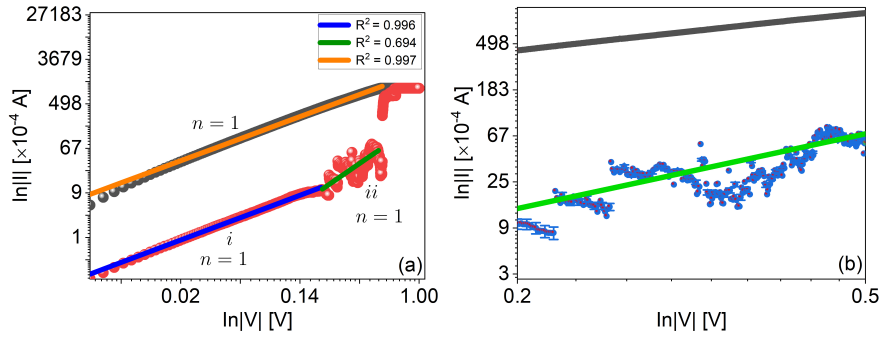 27183
3679
498
67
9
1
ln|I| [×10⁻⁴ A]
R² = 0.996
R² = 0.694
R² = 0.997
n = 1
i
n = 1
ii
n = 1
(a)
0.02
0.14
1.00
ln|V| [V]
498
183
67
25
9
3
ln|I| [×10⁻⁴ A]
(b)
0.2
0.5
ln|V| [V]